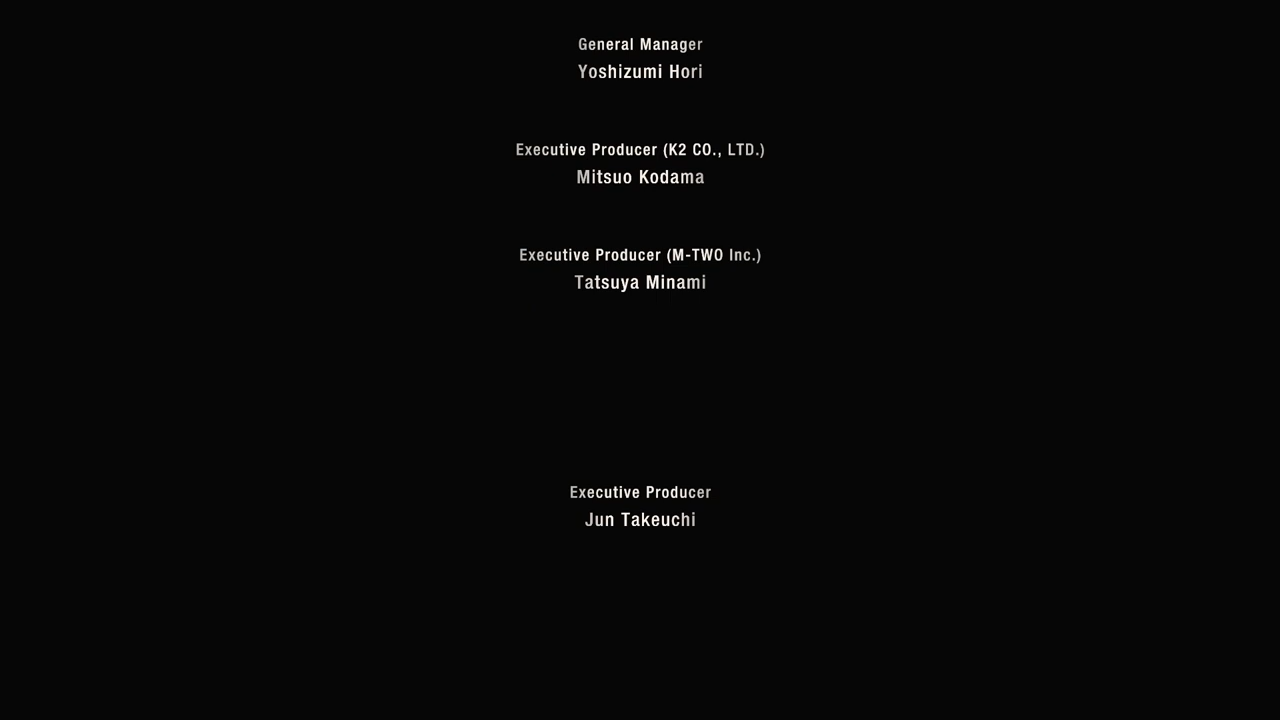 General Manager
Yoshizumi Hori
Executive Producer (K2 CO., LTD.)
Mitsuo Kodama
Executive Producer (M-TWO Inc.)
Tatsuya Minami
Executive Producer
Jun Takeuchi